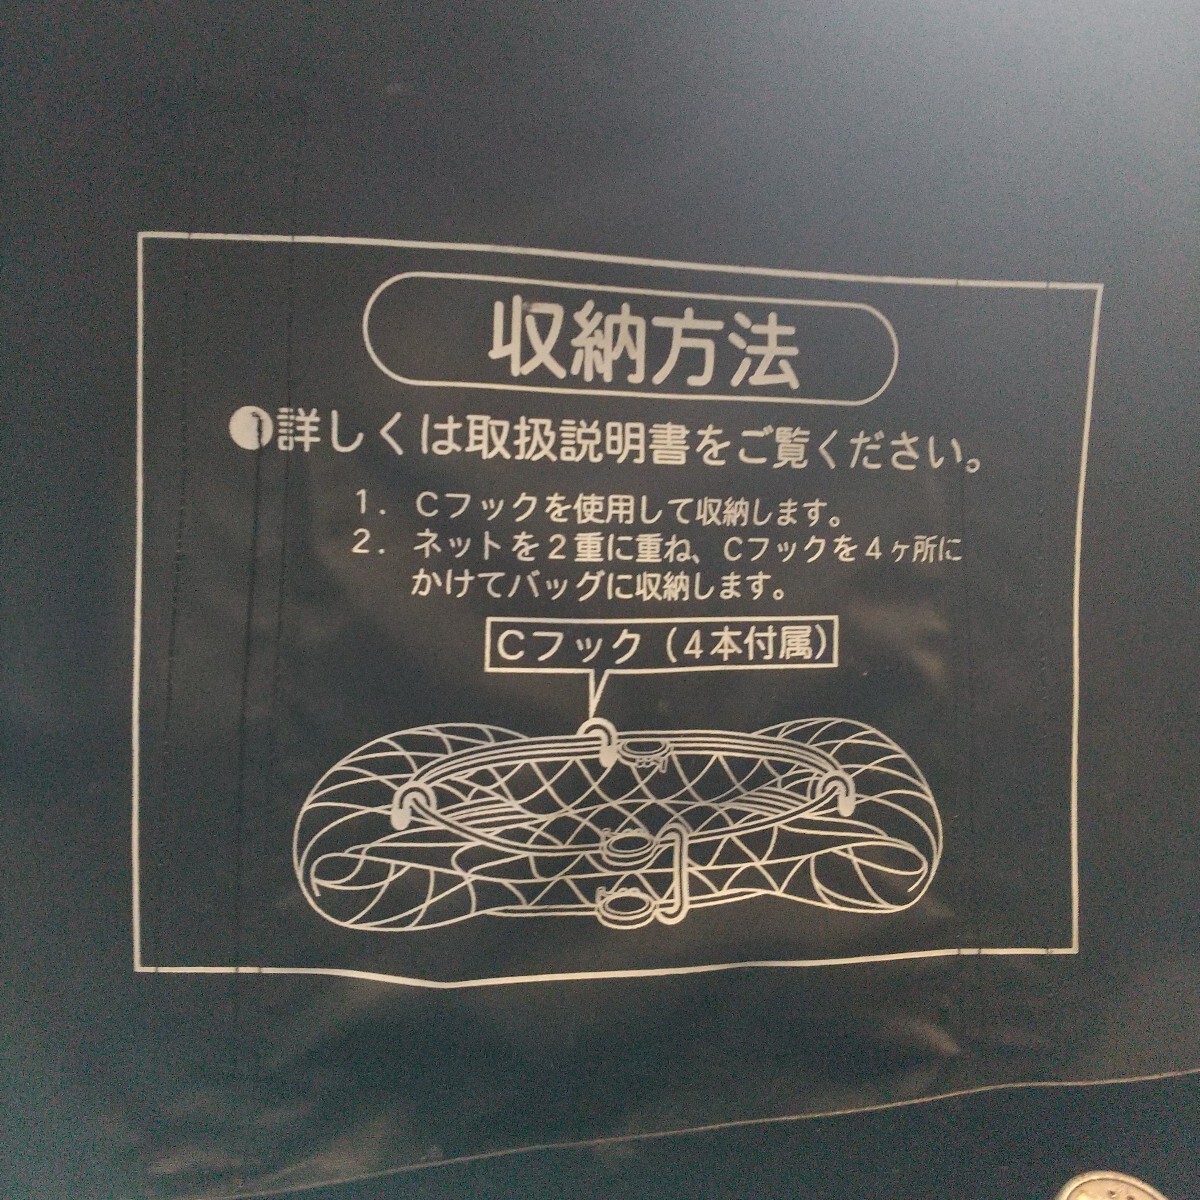 収納方法
●詳しくは取扱説明書をご覧ください。
1. Cフックを使用して収納します。
2. ネットを2重に重ね、Cフックを4ヶ所に
かけてバッグに収納します。
Cフック(4本付属)